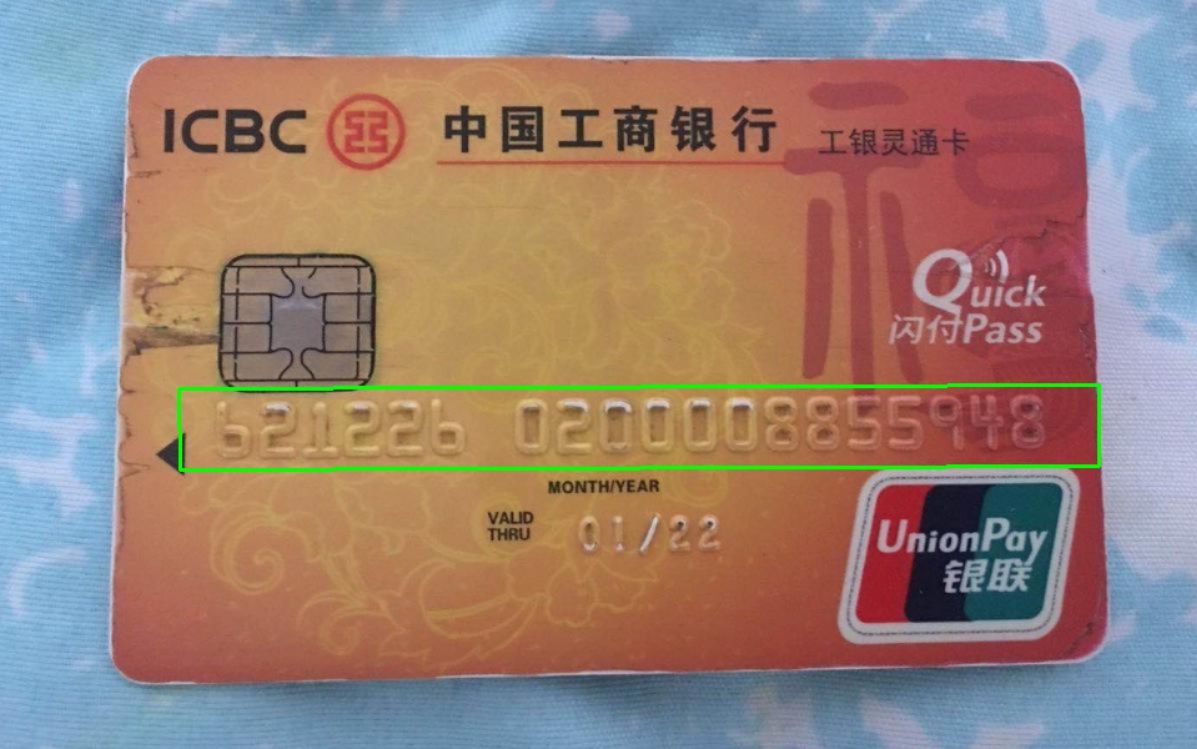 ICBC 中国工商银行 工银灵通卡
Quick
闪付Pass
621226 0200008855948
MONTH/YEAR
VALID
THRU 01/22
UnionPay
银联
福